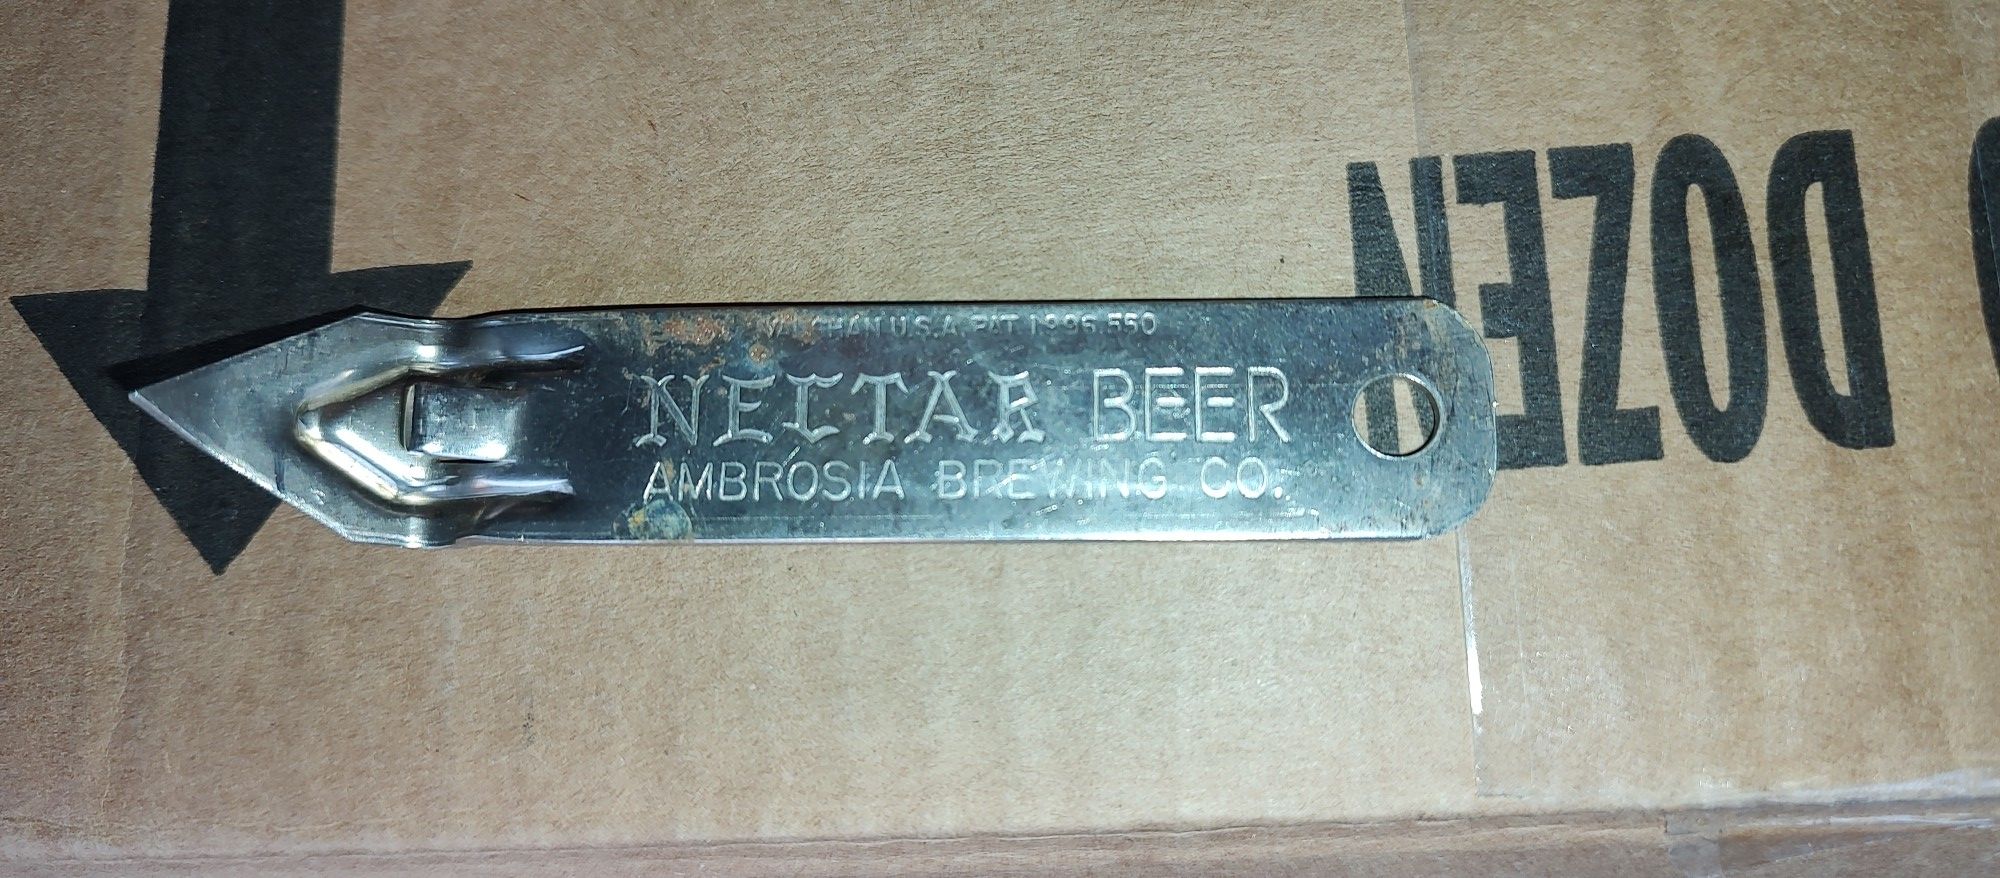 VAUGHAN U.S.A. PAT. 1,996,550
NECTAR BEER
AMBROSIA BREWING CO.
DOZEN